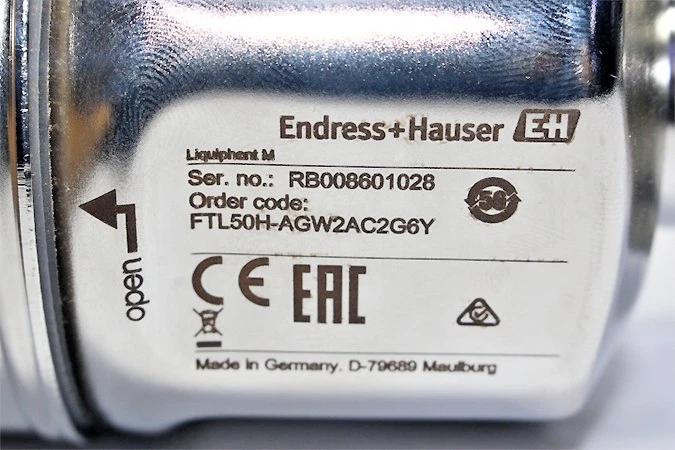 Endress+Hauser EH
Liquiphant M
Ser. no.: RB008601028
Order code:
FTL50H-AGW2AC2G6Y
50
open
CE EAC
Made in Germany. D-79689 Maulburg